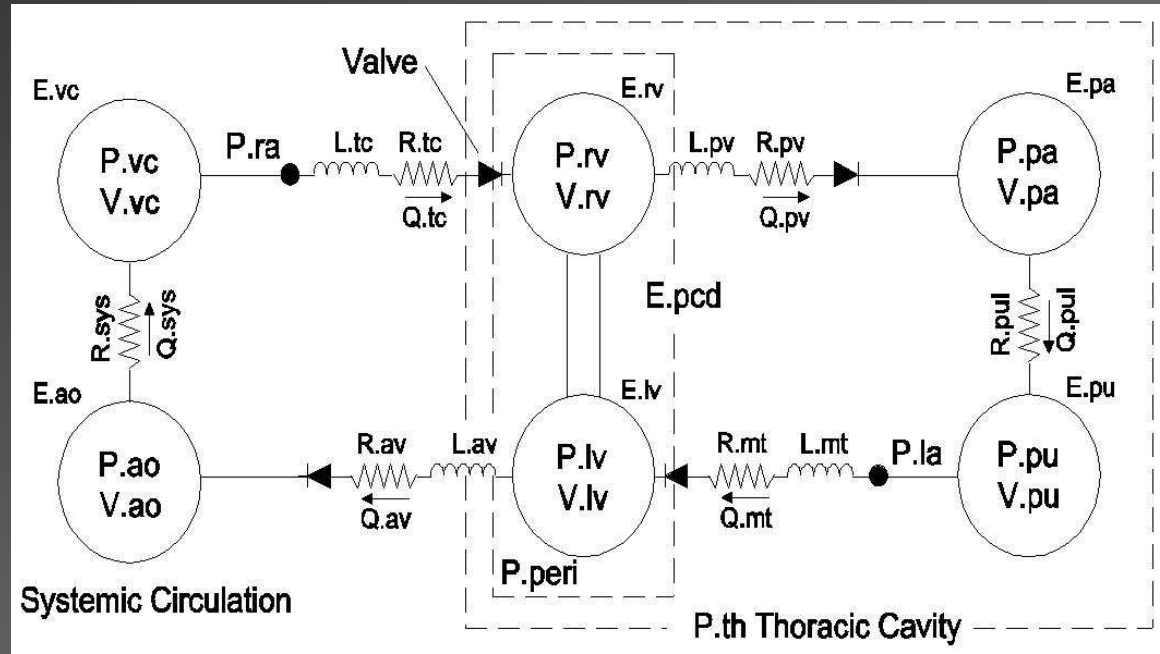 Valve
E.vc
E.rv
E.pa
P.vc
V.vc
P.ra
L.tc
R.tc
Q.tc
P.rv
V.rv
L.pv
R.pv
Q.pv
P.pa
V.pa
R.sys
Q.sys
E.pcd
R.pul
Q.pul
E.ao
E.lv
E.pu
P.ao
V.ao
R.av
L.av
Q.av
P.lv
V.lv
R.mt
L.mt
Q.mt
P.la
P.pu
V.pu
P.peri
Systemic Circulation
P.th Thoracic Cavity